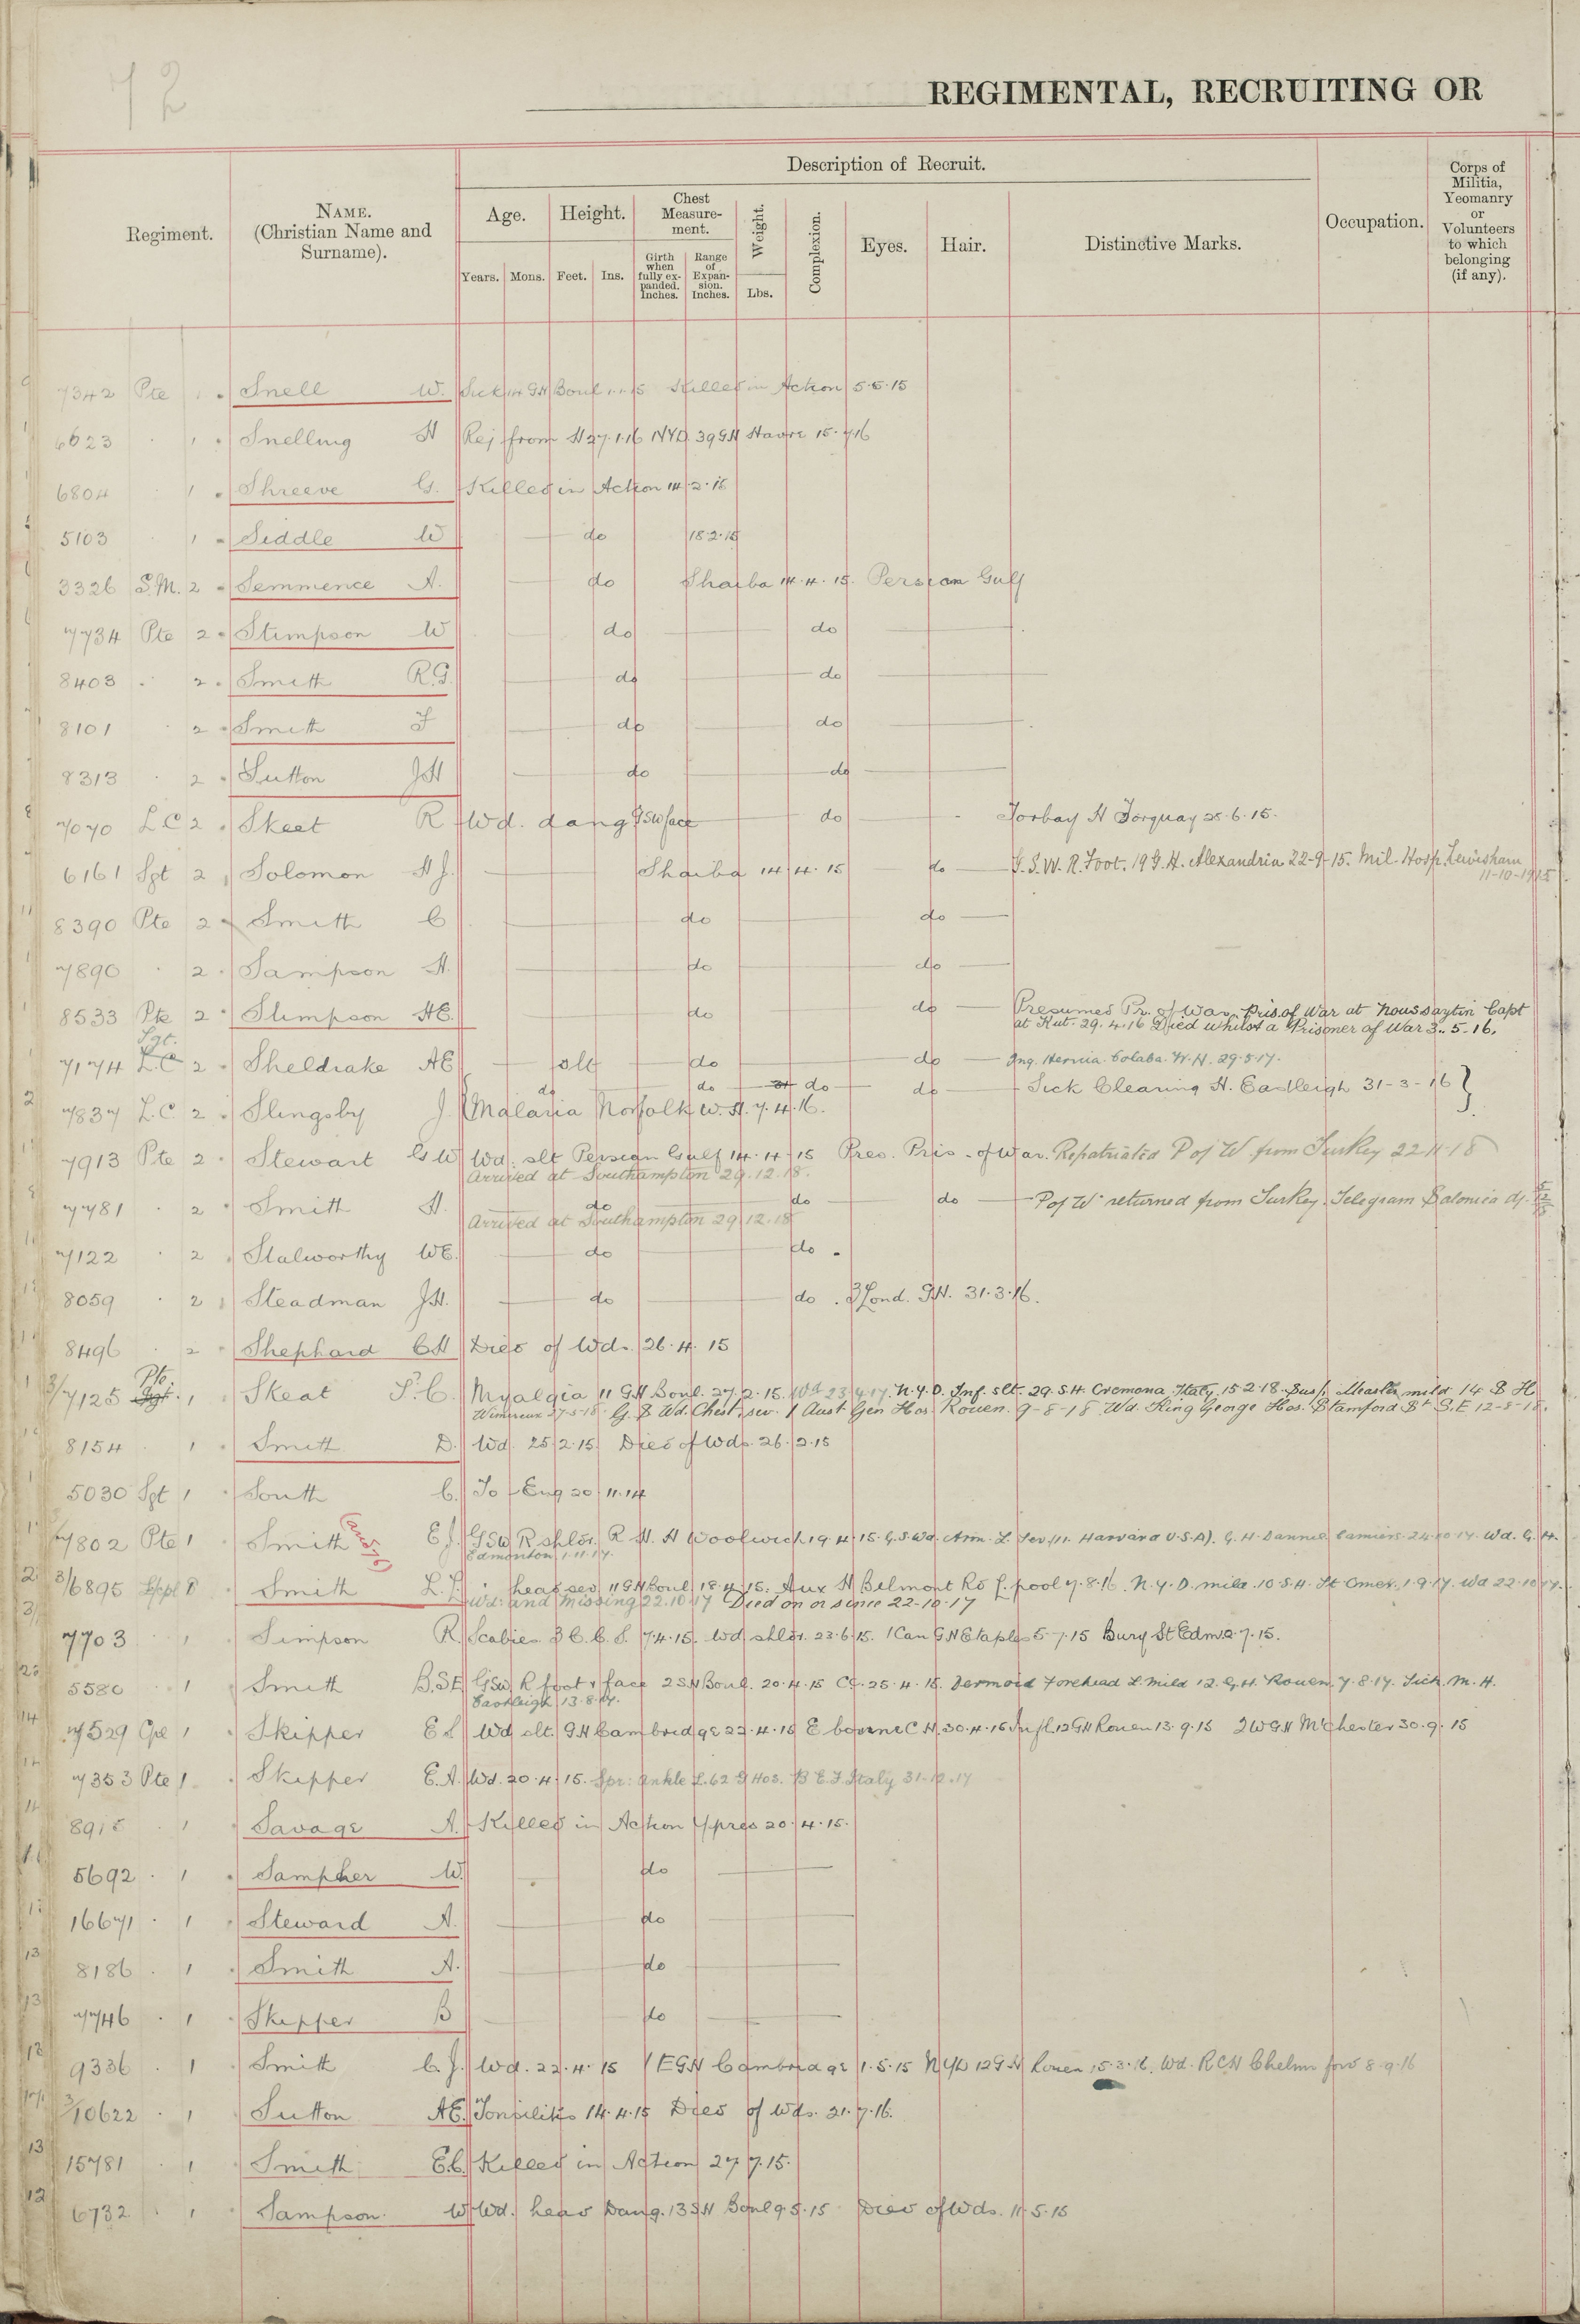 72
REGIMENTAL, RECRUITING OR
Description of Recruit.
Regiment.
NAME.
(Christian Name and
Surname).
Age.
Height.
Chest
Measure-
ment.
Weight.
Complexion.
Eyes.
Hair.
Distinctive Marks.
Occupation.
Corps of
Militia,
Yeomanry
or
Volunteers
to which
belonging
(if any).
Years.
Mons.
Feet.
Ins.
Girth
when
fully ex-
panded.
Inches.
Range
of
Expan-
sion.
Inches.
Lbs.
7342 Pte 1 Snell W. Sick 14 GH Boul 1.1.15 Killed in Action 5.5.15
6623 1 Snelling H Rej from H 27.1.16 NYD. 39 GH Havre 15.7.16
6804 1 Shreeve G. Killed in Action 14.2.15
5103 1 Siddle W do 15.2.15
3326 S.M. 2 Semmence A. do Shaiba 14.4.15. Persian Gulf
7734 Pte 2 Stimpson W do do
8403 2 Smith R.G. do do
8101 2 Smith F do do
8313 2 Sutton JH do do
7070 L.C 2 Skeet R Wd. dang GSW face do Torbay H Torquay 25.6.15.
6161 Sgt 2 Solomon H J. Shaiba 14.4.15 do G.S.W. R. Foot. 19 G.H. Alexandria 22-9-15. Mil. Hosp. Lewisham
11-10-1915
8390 Pte 2 Smith C do do
7890 2 Sampson H. do do
8533 Pte 2 Slimpson HE. do do Presumed Pr. of War. Pris. of War at Capt
at Kut. 29.4.16 Died whilst a Prisoner of War 3.5.16.
Sgt.
7174 L.C 2 Sheldrake AE slt do do Ing. Hernia. Colaba. W.H. 29.5.17.
do do do do Sick Clearing H. Eastleigh 31-3-16
7837 L.C. 2 Slingsby J. Malaria Norfolk W.H. 7.4.16.
7913 Pte 2 Stewart G W Wd. slt Persian Gulf 14.4.15 Pres. Pris. of War. Repatriated P of W from Turkey 22-11-18
Arrived at Southampton 29.12.18.
7781 2 Smith H. do do do P of W returned from Turkey. Telegram Salonica
Arrived at Southampton 29.12.18
7122 2 Stalworthy WE. do do
8059 2 Steadman JH. do do. 3 Lond. G.H. 31.3.16.
8496 2 Shephard CH Died of Wds. 26.4.15
Pte
3/7125 Sgt. 1 Skeat P.C. Myalgia 11 GH Boul. 27.2.15. Wd 23.4.17. N.Y.D. Inf. slt. 29. S.H. Cremona. Italy. 15 2.18. Measles mild 14 S H
Wimereux 27-5-18. G.S Wd. Chest. sev. 1 Aust Gen Hos. Rouen. 9-8-18 Wd. King George Hos. Stamford St S.E 12-8-18.
8154 1 Smith D. Wd. 25.2.15. Died of Wds. 26.2.15
5030 Sgt 1 South C. To Eng 20.11.14
7802 Pte 1 Smith E J. GSW R shldr. R H. H Woolwich 19.4.15. G.S.Wd. Arm. L Sev. (11. Harvard U.S.A). G.H. Dannes Camiers. 24.10.17. Wd. G.H.
Edmonton 1.11.17.
3/6895 1 Smith L.J. head sev. 11 GH Boul 18.4.15. Aux H Belmont Rd L.pool 7.8.16. N.Y.D. mild. 10 S.H. St Omer. 1.9.17. Wd 22.10.17.
Wd: and Missing 22.10.17 Died on or since 22-10-17
7703 1 Simpson R. Scabies 3 C.C.S. 7.4.15. Wd shldr. 23.6.15. 1 Can GH Etaples 5-7.15 Bury St Edm. 2.7.15.
5580 1 Smith B.St E GSW R foot & face 2 SH Boul. 20.4.15 CC. 25.4.15. Dermoid Forehead L. mild 12. G.H. Rouen. 7.8.17. Sick. M.H.
Eastleigh 13.8.17.
7529 Cpl 1 Skipper E S Wd slt. GH Cambridge 22.4.15 E bourne C H. 30.4.15 Infl. 12 GH Rouen 13.9.15 2 W G H M'chester 30.9.15
7353 Pte 1 Skipper E.A. Wd. 20.4.15. Spr: ankle L. 62 G Hos. B E.F. Italy 31-12.17
8915 1 Savage A. Killed in Action Ypres 20.4.15.
5692 1 Sampher W. do
16671 1 Steward A. do
8186 1 Smith A. do
7746 1 Skipper B do
9336 1 Smith C. J. Wd. 22.4.15 1 E G H Cambridge 1.5.15 NYD 12 G.H Rouen 15.3.16. Wd. RCH Chelmsford 8.9.16
3/10622 1 Sutton AE. Tonsilitis 14.4.15 Died of Wds. 21.7.16.
15781 1 Smith E.C. Killed in Action 27.7.15.
6732 1 Sampson W Wd. head Dang. 13 SH Boul 9.5.15 Died of Wds. 11.5.15